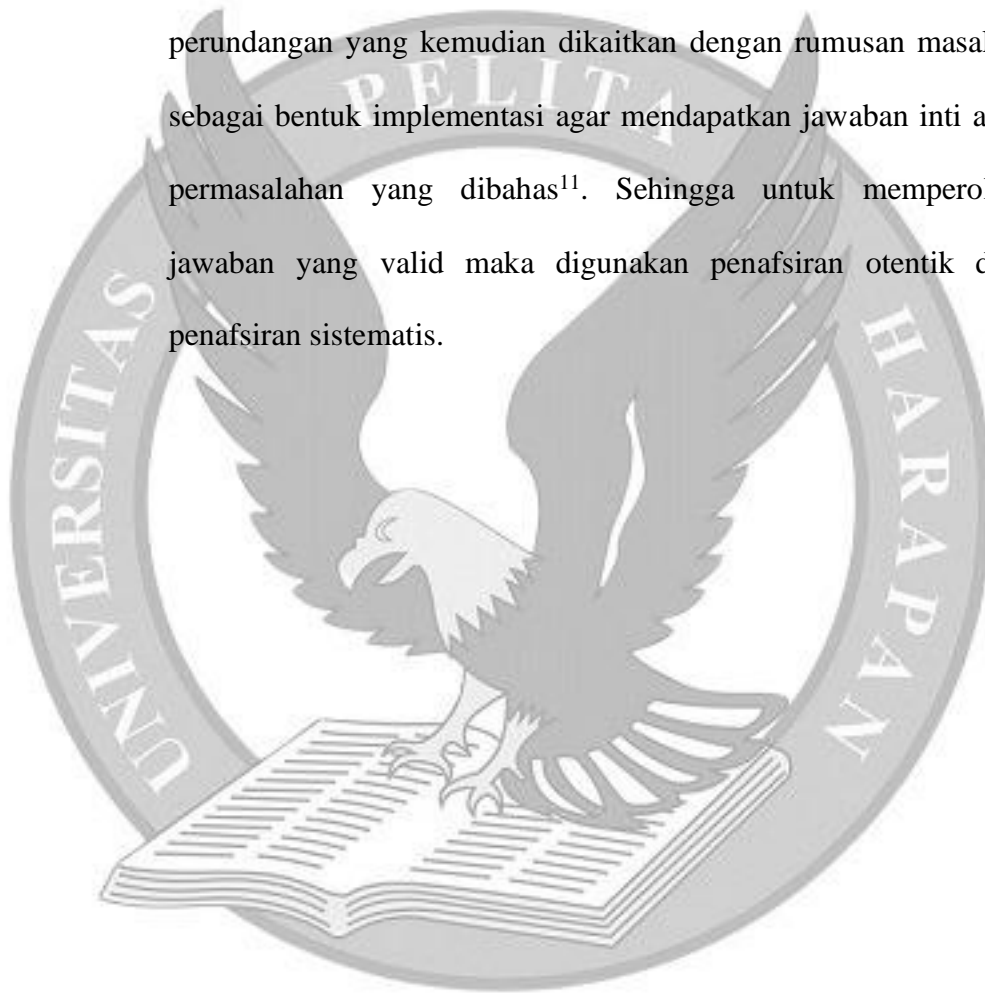 perundangan yang kemudian dikaitkan dengan rumusan masal
sebagai bentuk implementasi agar mendapatkan jawaban inti a
permasalahan yang dibahas¹¹. Sehingga untuk memperol
jawaban yang valid maka digunakan penafsiran otentik d
penafsiran sistematis.
UNIVERSITAS PELITA HARAPAN